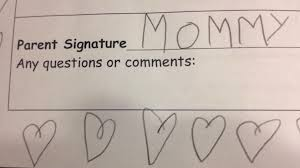 Parent Signature MOMMY
Any questions or comments: